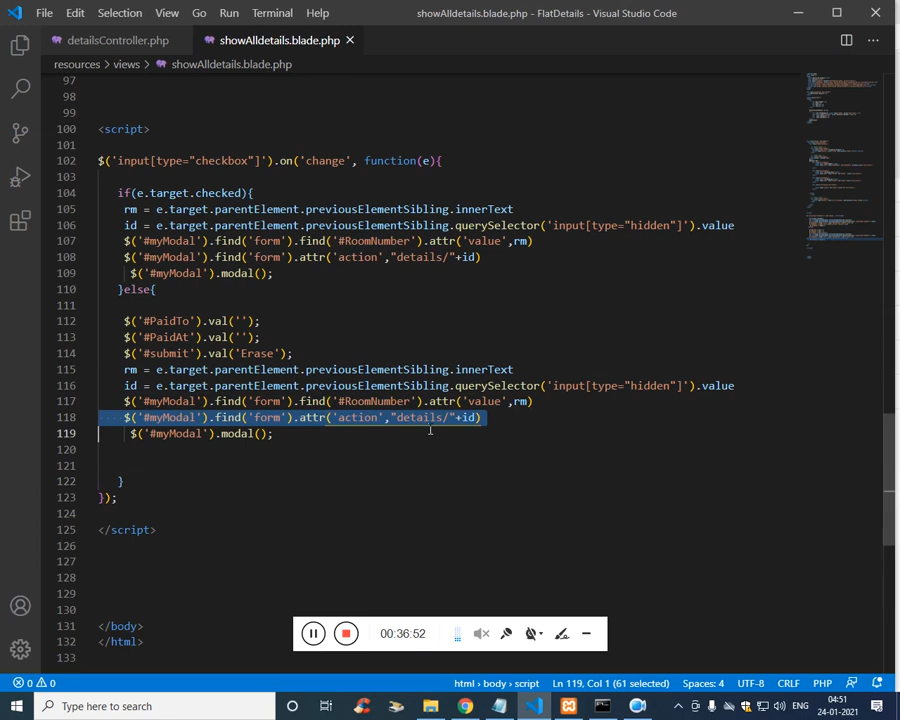 File Edit Selection View Go Run Terminal Help showAlldetails.blade.php - FlatDetails - Visual Studio Code
detailsController.php showAlldetails.blade.php
resources > views > showAlldetails.blade.php
97
98
99
100 <script>
101
102 $('input[type="checkbox"]').on('change', function(e){
103
104 if(e.target.checked){
105 rm = e.target.parentElement.previousElementSibling.innerText
106 id = e.target.parentElement.previousElementSibling.querySelector('input[type="hidden"]').value
107 $('#myModal').find('form').find('#RoomNumber').attr('value',rm)
108 $('#myModal').find('form').attr('action',"details/"+id)
109 $('#myModal').modal();
110 }else{
111
112 $('#PaidTo').val('');
113 $('#PaidAt').val('');
114 $('#submit').val('Erase');
115 rm = e.target.parentElement.previousElementSibling.innerText
116 id = e.target.parentElement.previousElementSibling.querySelector('input[type="hidden"]').value
117 $('#myModal').find('form').find('#RoomNumber').attr('value',rm)
118 $('#myModal').find('form').attr('action',"details/"+id)
119 $('#myModal').modal();
120
121
122 }
123 });
124
125 </script>
126
127
128
129
130
131 </body>
132 </html>
133
00:36:52
0 0 html > body > script Ln 119, Col 1 (61 selected) Spaces: 4 UTF-8 CRLF PHP
Type here to search ENG 04:51
24-01-2021